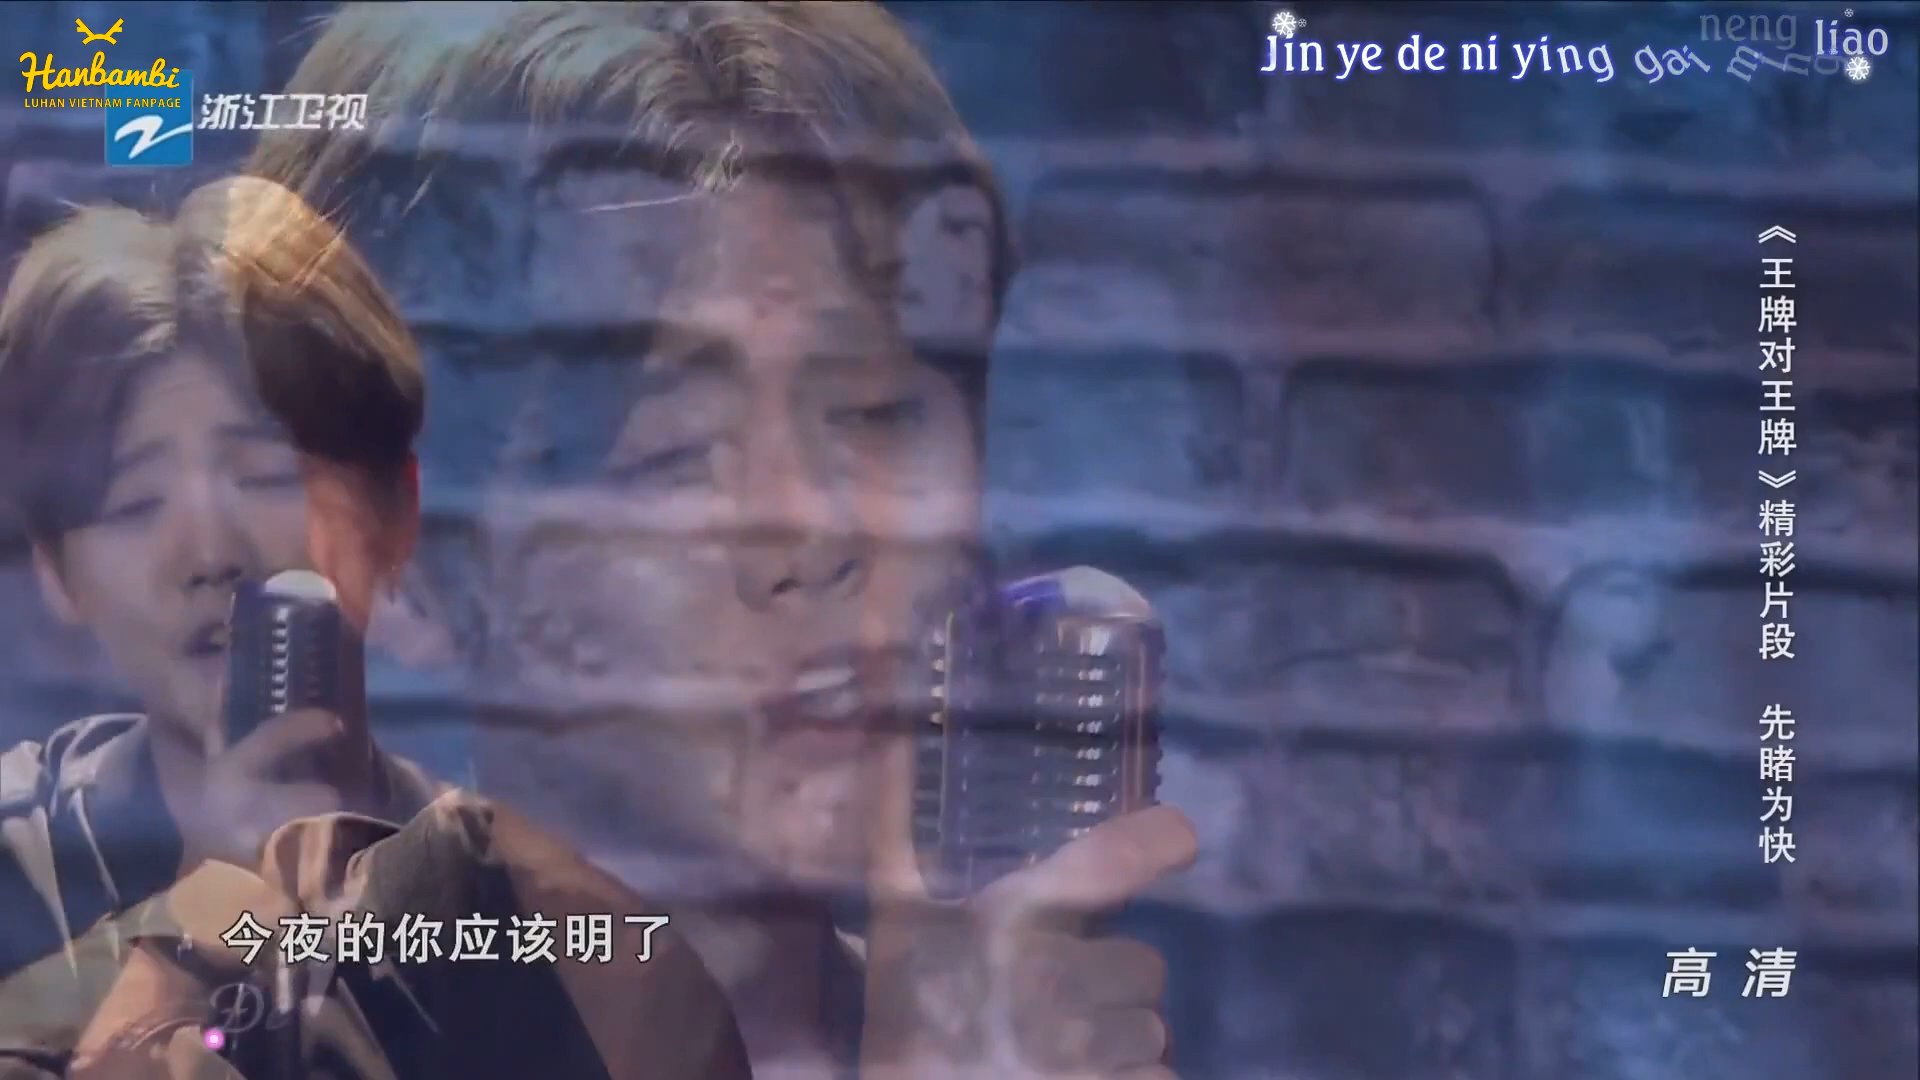 Hanbambi
LUHAN VIETNAM FANPAGE
浙江卫视
Jin ye de ni ying gai ming liao
neng
《王牌对王牌》精彩片段 先睹为快
今夜的你应该明了
高清